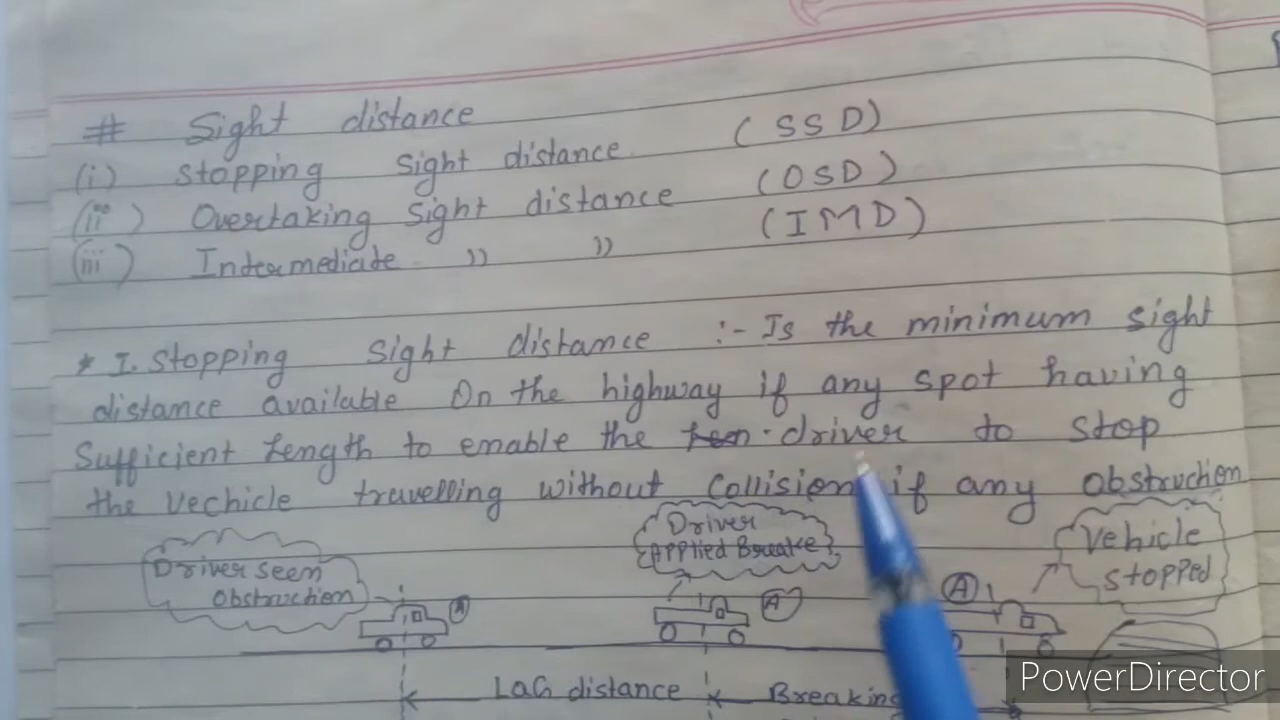 # Sight distance
(i) Stopping Sight distance (SSD)
(ii) Overtaking Sight distance (OSD)
(iii) Intermediate " " (IMD)
* I. Stopping Sight distance :- Is the minimum sight
distance available On the highway if any spot having
Sufficient Length to enable the driver to stop
the Vechicle travelling without Collision if any Obstruction
Driver seen
Obstruction
Driver
Applied Breake
Vehicle
stopped
A
A
A
LaG distance
Breaking
PowerDirector